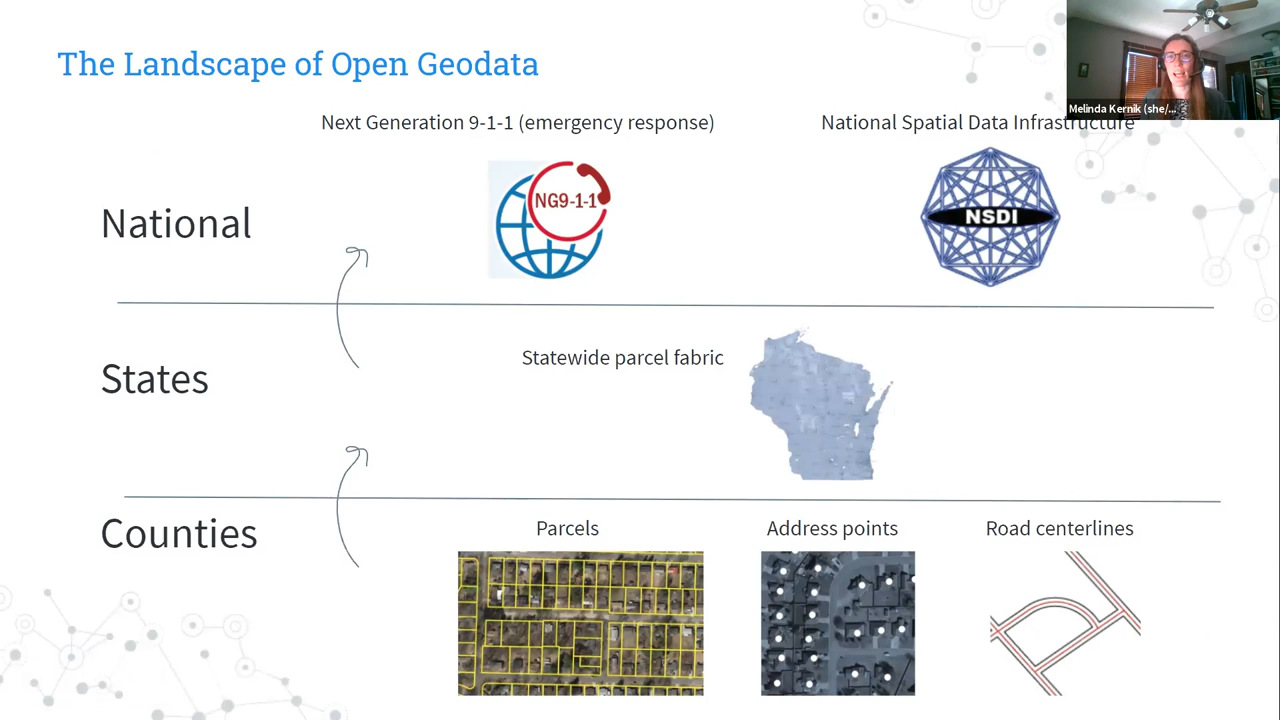 The Landscape of Open Geodata
Melinda Kernik (she/...
Next Generation 9-1-1 (emergency response)
National Spatial Data Infrastructure
NG9-1-1
NSDI
National
Statewide parcel fabric
States
Counties
Parcels
Address points
Road centerlines